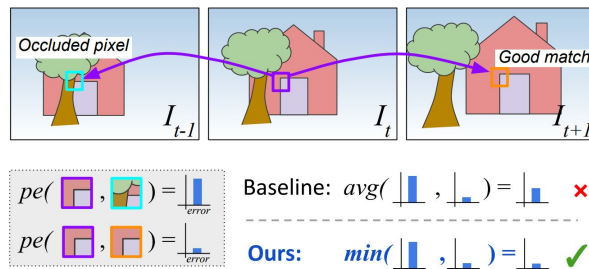 Occluded pixel
Good match
I_{t-1}
I_t
I_{t+1}
pe( , ) = error
pe( , ) = error
Baseline: avg( , ) = ×
Ours: min( , ) = ✓